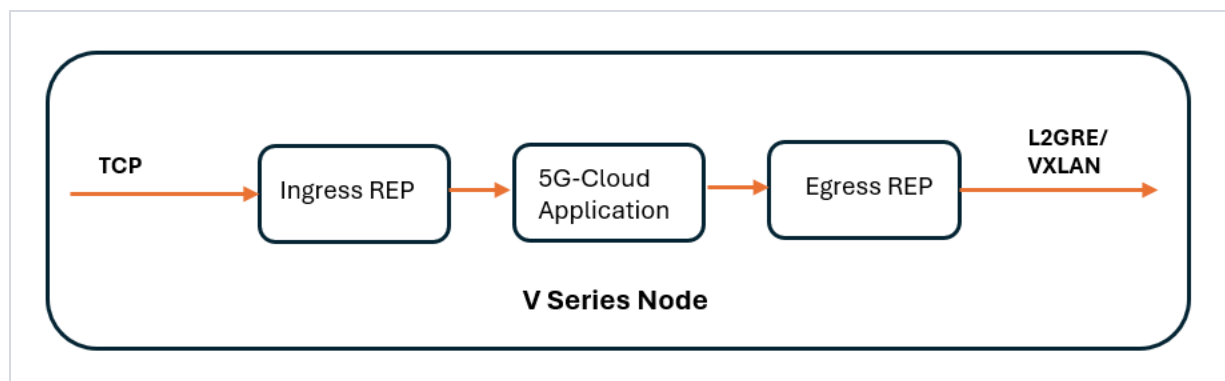 TCP
Ingress REP
5G-Cloud
Application
Egress REP
L2GRE/
VXLAN
V Series Node